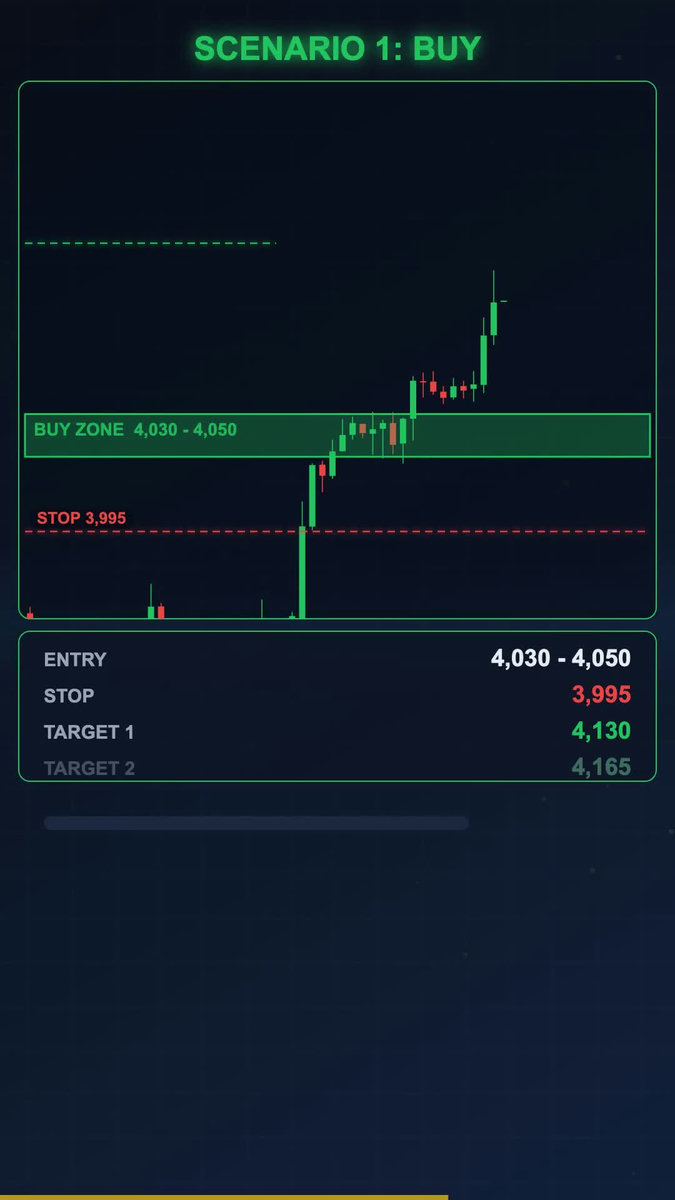 SCENARIO 1: BUY
BUY ZONE 4,030 - 4,050
STOP 3,995
ENTRY 4,030 - 4,050
STOP 3,995
TARGET 1 4,130
TARGET 2 4,165